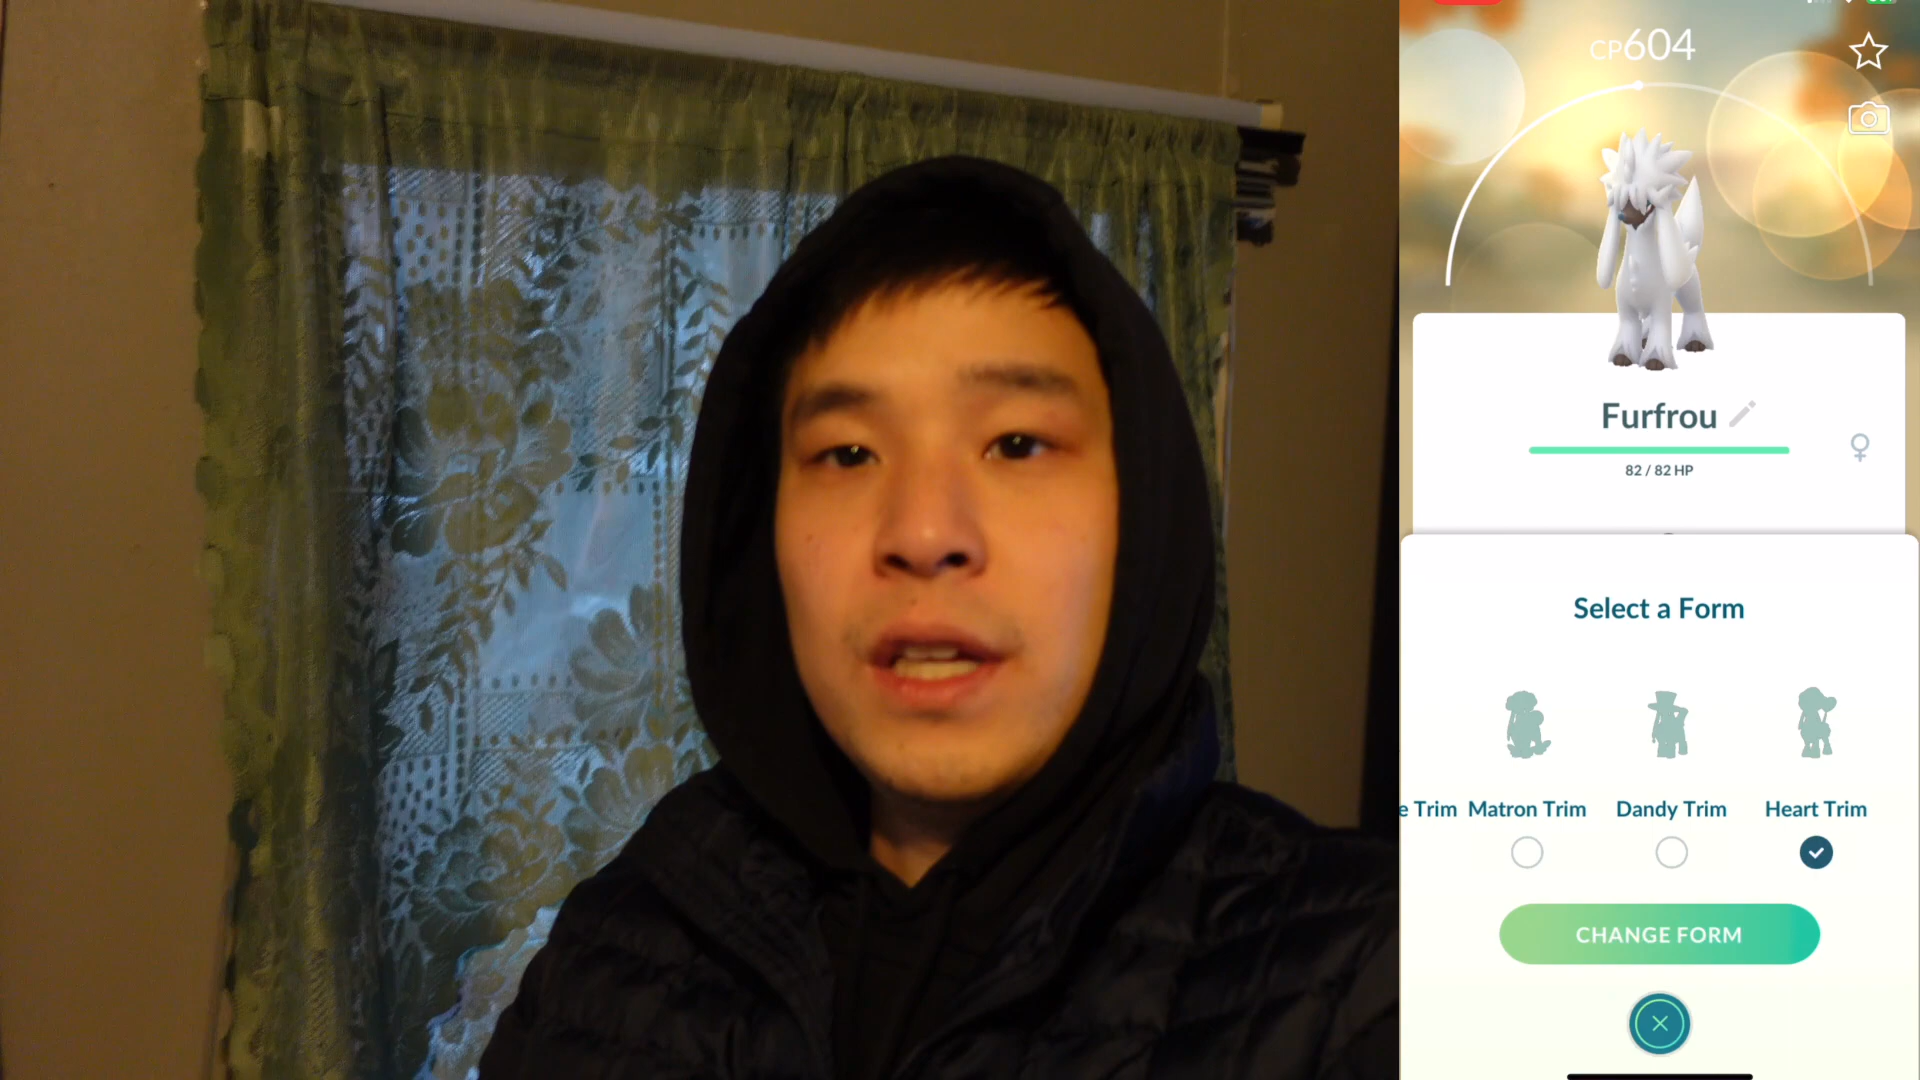 CP604
Furfrou
82 / 82 HP
Select a Form
e Trim Matron Trim Dandy Trim Heart Trim
CHANGE FORM